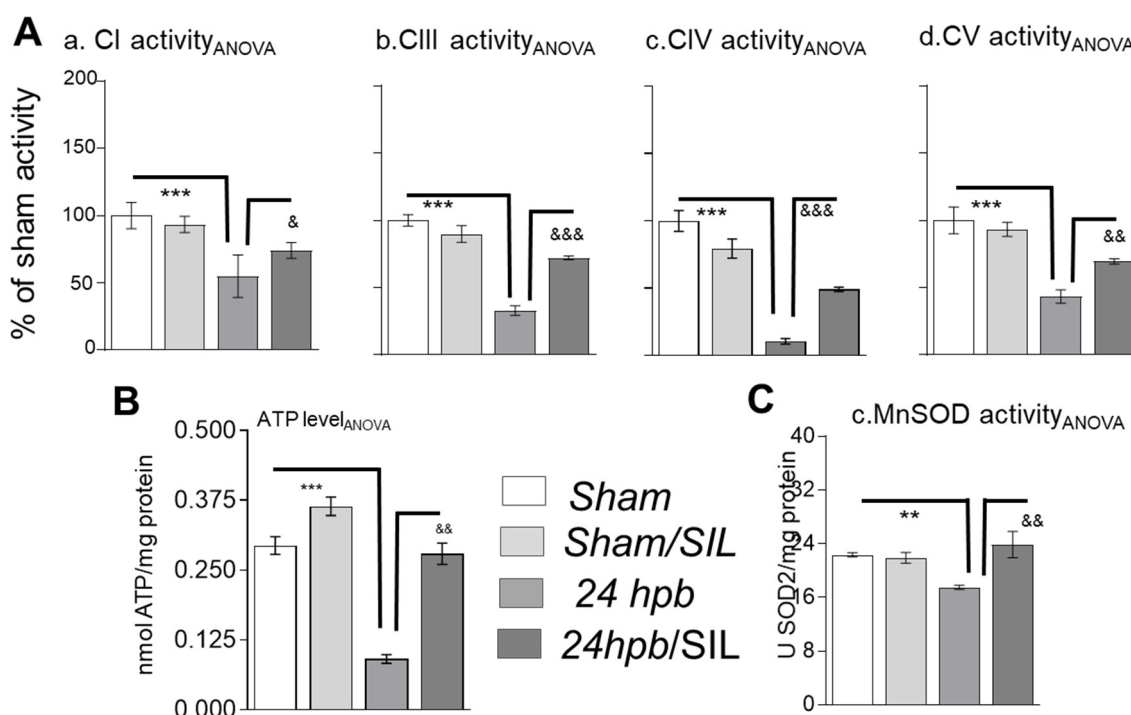 A
a. CI activityANOVA
b.CIII activityANOVA
c.CIV activityANOVA
d.CV activityANOVA
% of sham activity
200
150
100
50
0
***
&
***
&&&
***
&&&
***
&&
B
ATP levelANOVA
nmol ATP/mg protein
0.500
0.375
0.250
0.125
0.000
***
&&
Sham
Sham/SIL
24 hpb
24hpb/SIL
C
c.MnSOD activityANOVA
U SOD2/mg protein
40
32
24
16
8
0
**
&&